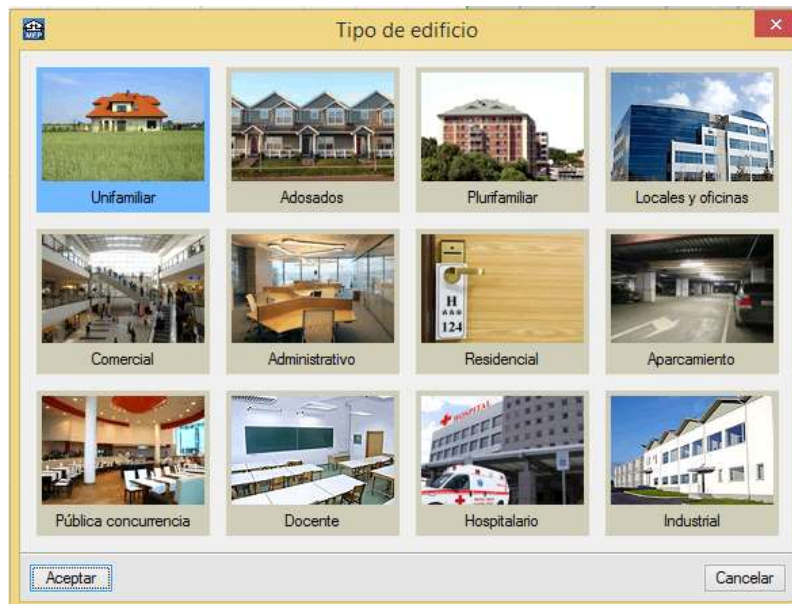 MEP
Tipo de edificio
Unifamiliar
Adosados
Plurifamiliar
Locales y oficinas
H
124
Comercial
Administrativo
Residencial
Aparcamiento
HOSPITAL
Pública concurrencia
Docente
Hospitalario
Industrial
Aceptar
Cancelar